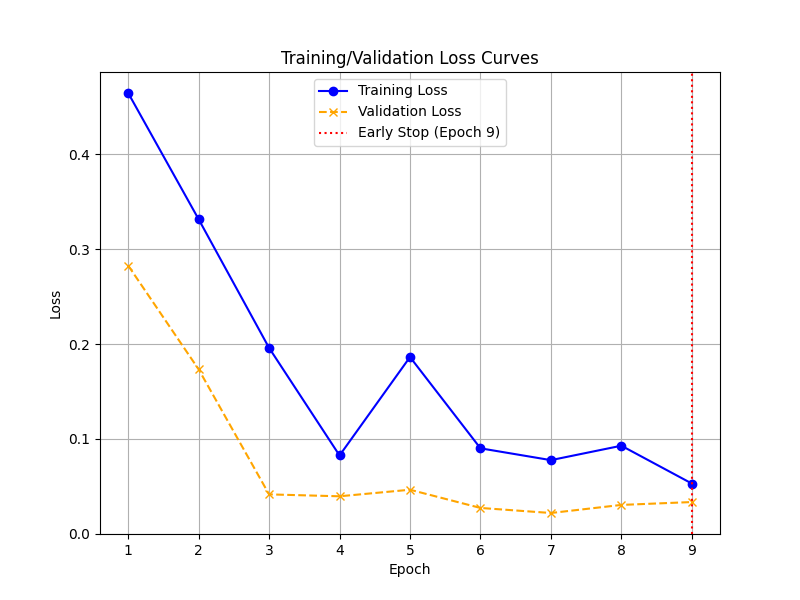 Training/Validation Loss Curves
Training Loss
Validation Loss
Early Stop (Epoch 9)
Loss
0.4
0.3
0.2
0.1
0.0
1 2 3 4 5 6 7 8 9
Epoch